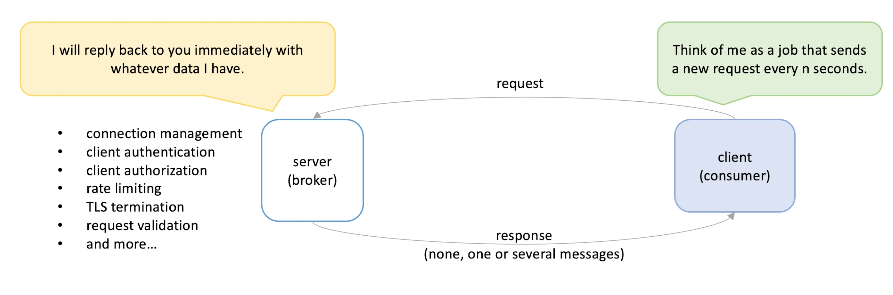 I will reply back to you immediately with
whatever data I have.
Think of me as a job that sends
a new request every n seconds.
request
• connection management
• client authentication
• client authorization
• rate limiting
• TLS termination
• request validation
• and more...
server
(broker)
client
(consumer)
response
(none, one or several messages)